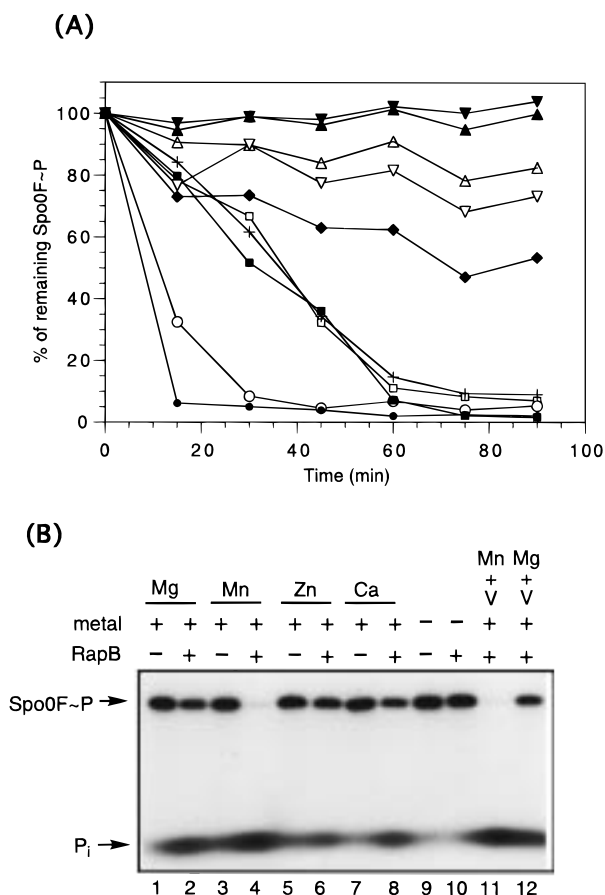 (A)
100
80
60
40
20
0
% of remaining Spo0F~P
0 20 40 60 80 100
Time (min)
(B)
Mg Mn Zn Ca Mn + V Mg + V
metal + + + + + + + + − − + +
RapB − + − + − + − + − + + +
Spo0F~P
Pi
1 2 3 4 5 6 7 8 9 10 11 12